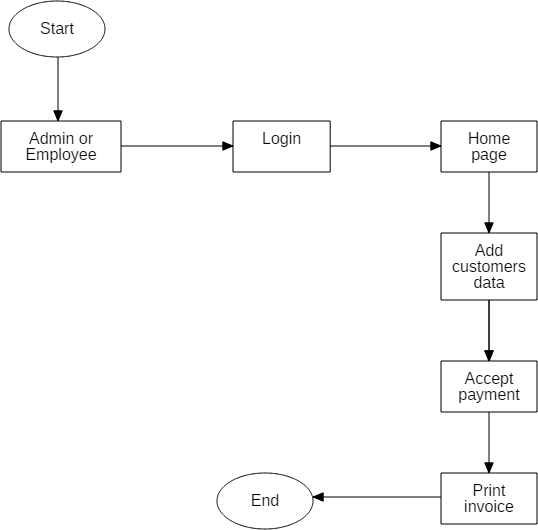 Start
Admin or
Employee
Login
Home
page
Add
customers
data
Accept
payment
Print
invoice
End